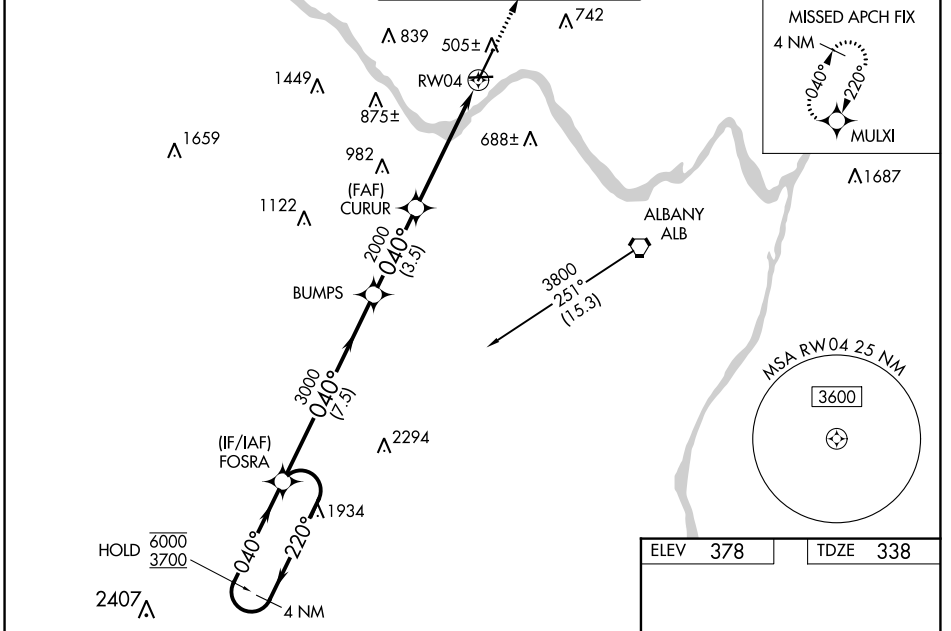 742
839
505±
RW04
1449
875±
1659
982
688±
(FAF)
CURUR
1122
2000
040°
(3.5)
BUMPS
ALBANY
ALB
3800
251°
(15.3)
3000
040°
(7.5)
(IF/IAF)
FOSRA
2294
1934
040°
220°
HOLD
6000
3700
4 NM
2407
MISSED APCH FIX
4 NM
040°
220°
MULXI
1687
MSA RW04 25 NM
3600
ELEV 378
TDZE 338